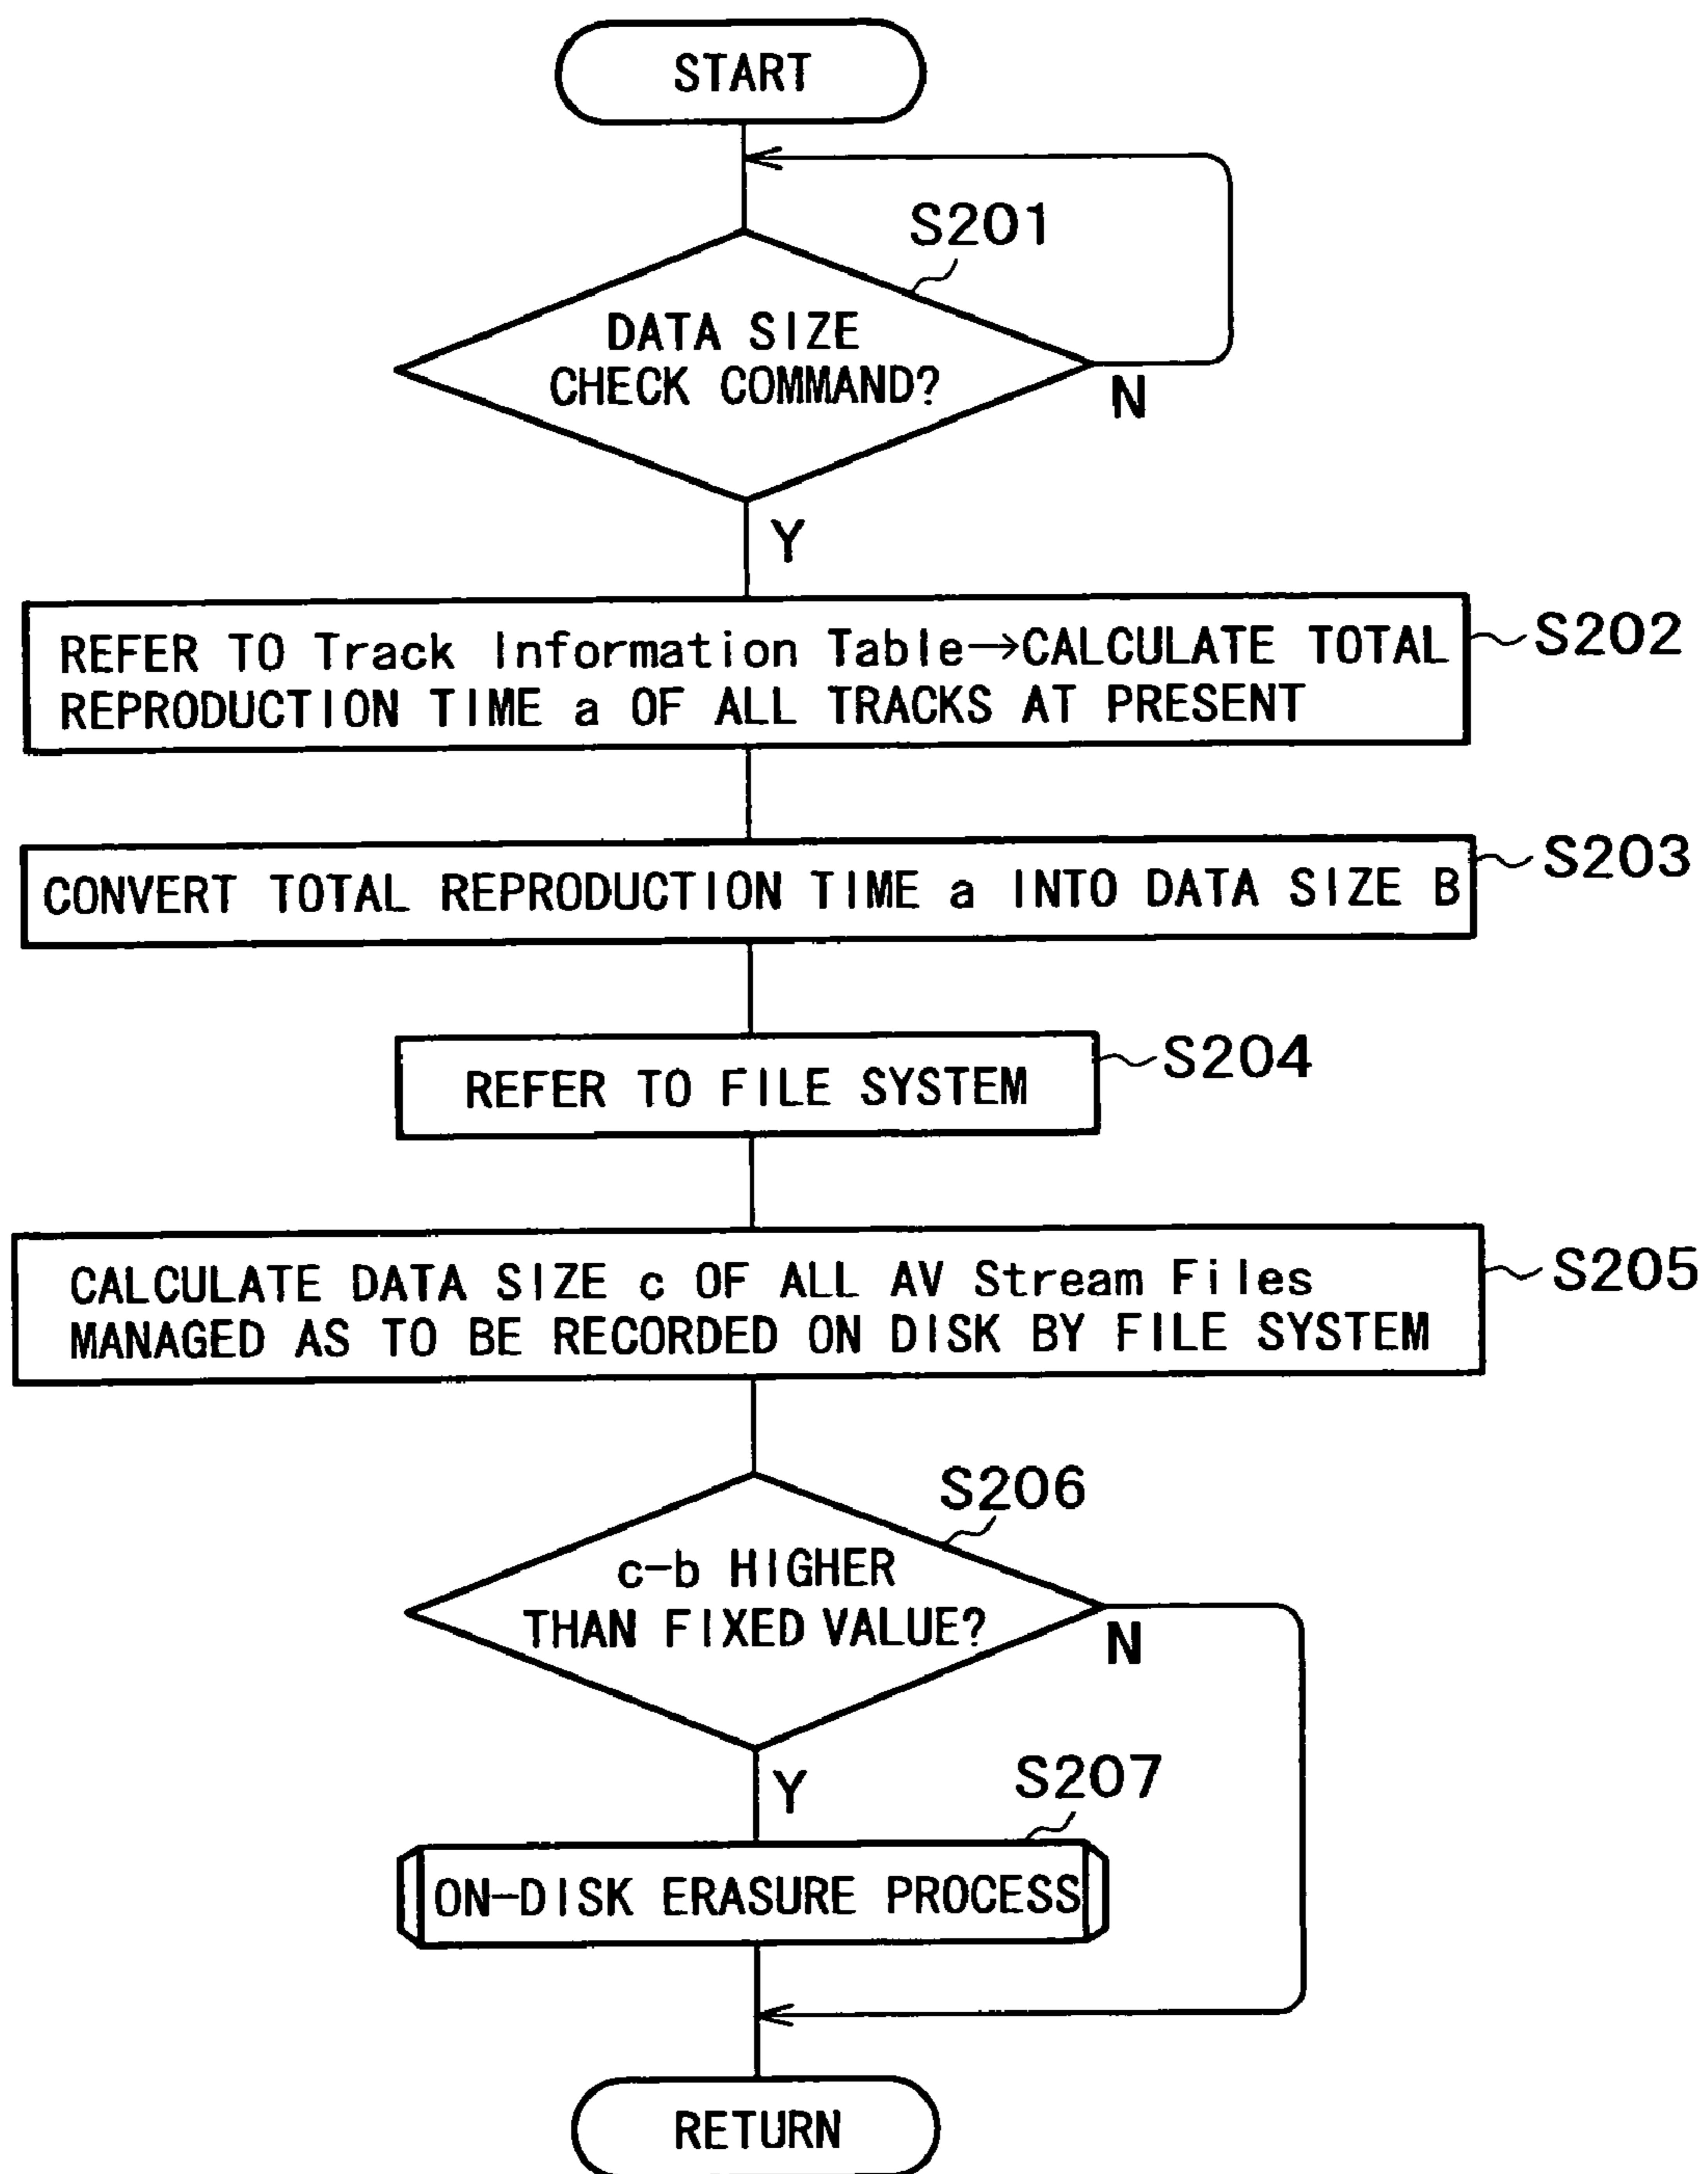 START
S201
DATA SIZE
CHECK COMMAND?
N
Y
REFER TO Track Information Table→CALCULATE TOTAL
REPRODUCTION TIME a OF ALL TRACKS AT PRESENT
S202
CONVERT TOTAL REPRODUCTION TIME a INTO DATA SIZE B
S203
REFER TO FILE SYSTEM
S204
CALCULATE DATA SIZE c OF ALL AV Stream Files
MANAGED AS TO BE RECORDED ON DISK BY FILE SYSTEM
S205
S206
c-b HIGHER
THAN FIXED VALUE?
N
Y
S207
ON-DISK ERASURE PROCESS
RETURN